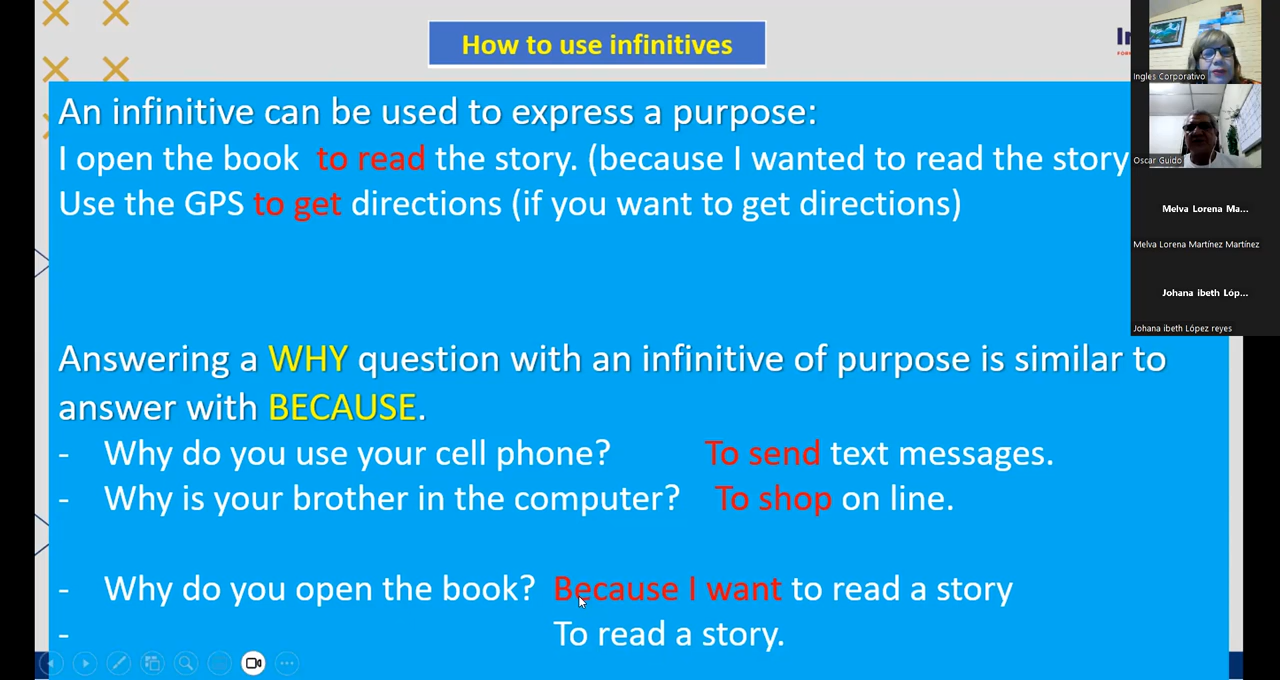 How to use infinitives
An infinitive can be used to express a purpose:
I open the book to read the story. (because I wanted to read the story
Use the GPS to get directions (if you want to get directions)
Answering a WHY question with an infinitive of purpose is similar to
answer with BECAUSE.
- Why do you use your cell phone? To send text messages.
- Why is your brother in the computer? To shop on line.
- Why do you open the book? Because I want to read a story
- To read a story.
Ingles Corporativo
Oscar Guido
Melva Lorena Ma...
Melva Lorena Martínez Martínez
Johana ibeth Lóp...
Johana ibeth López reyes